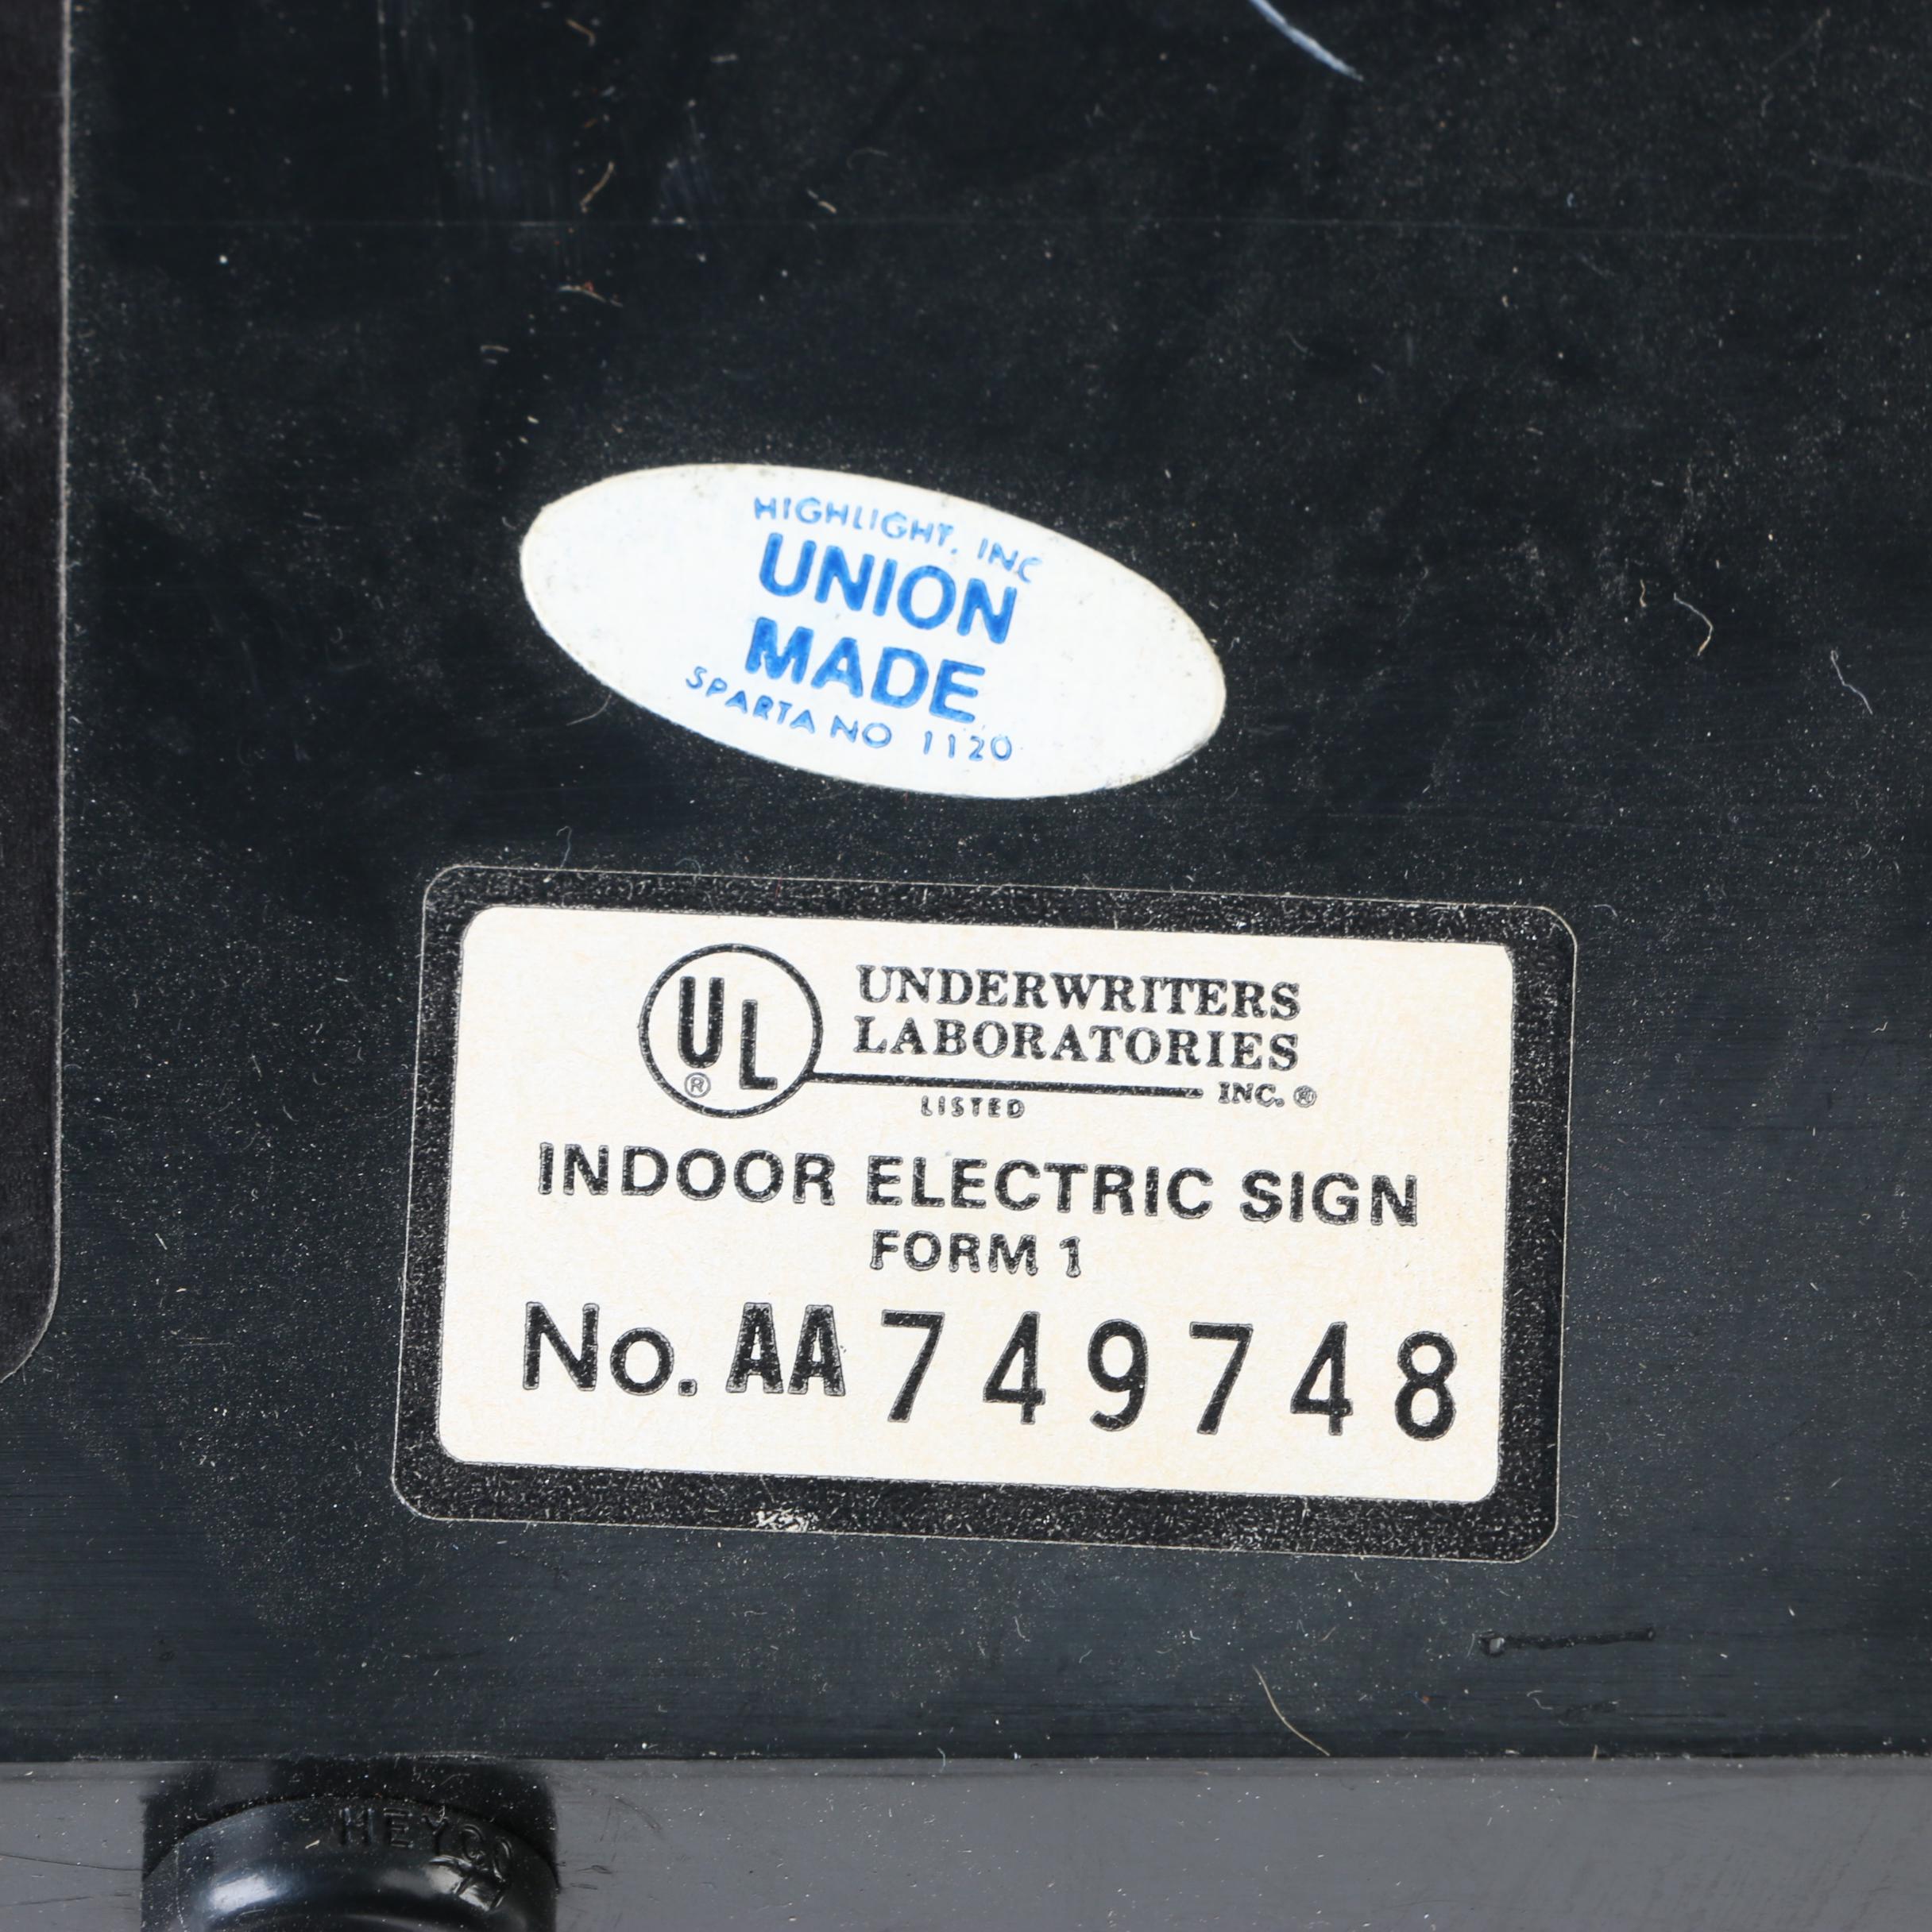 HIGHLIGHT, INC
UNION
MADE
SPARTA NO 1120
UL®
UNDERWRITERS
LABORATORIES
INC.®
LISTED
INDOOR ELECTRIC SIGN
FORM 1
No. AA 749748
HEYCO